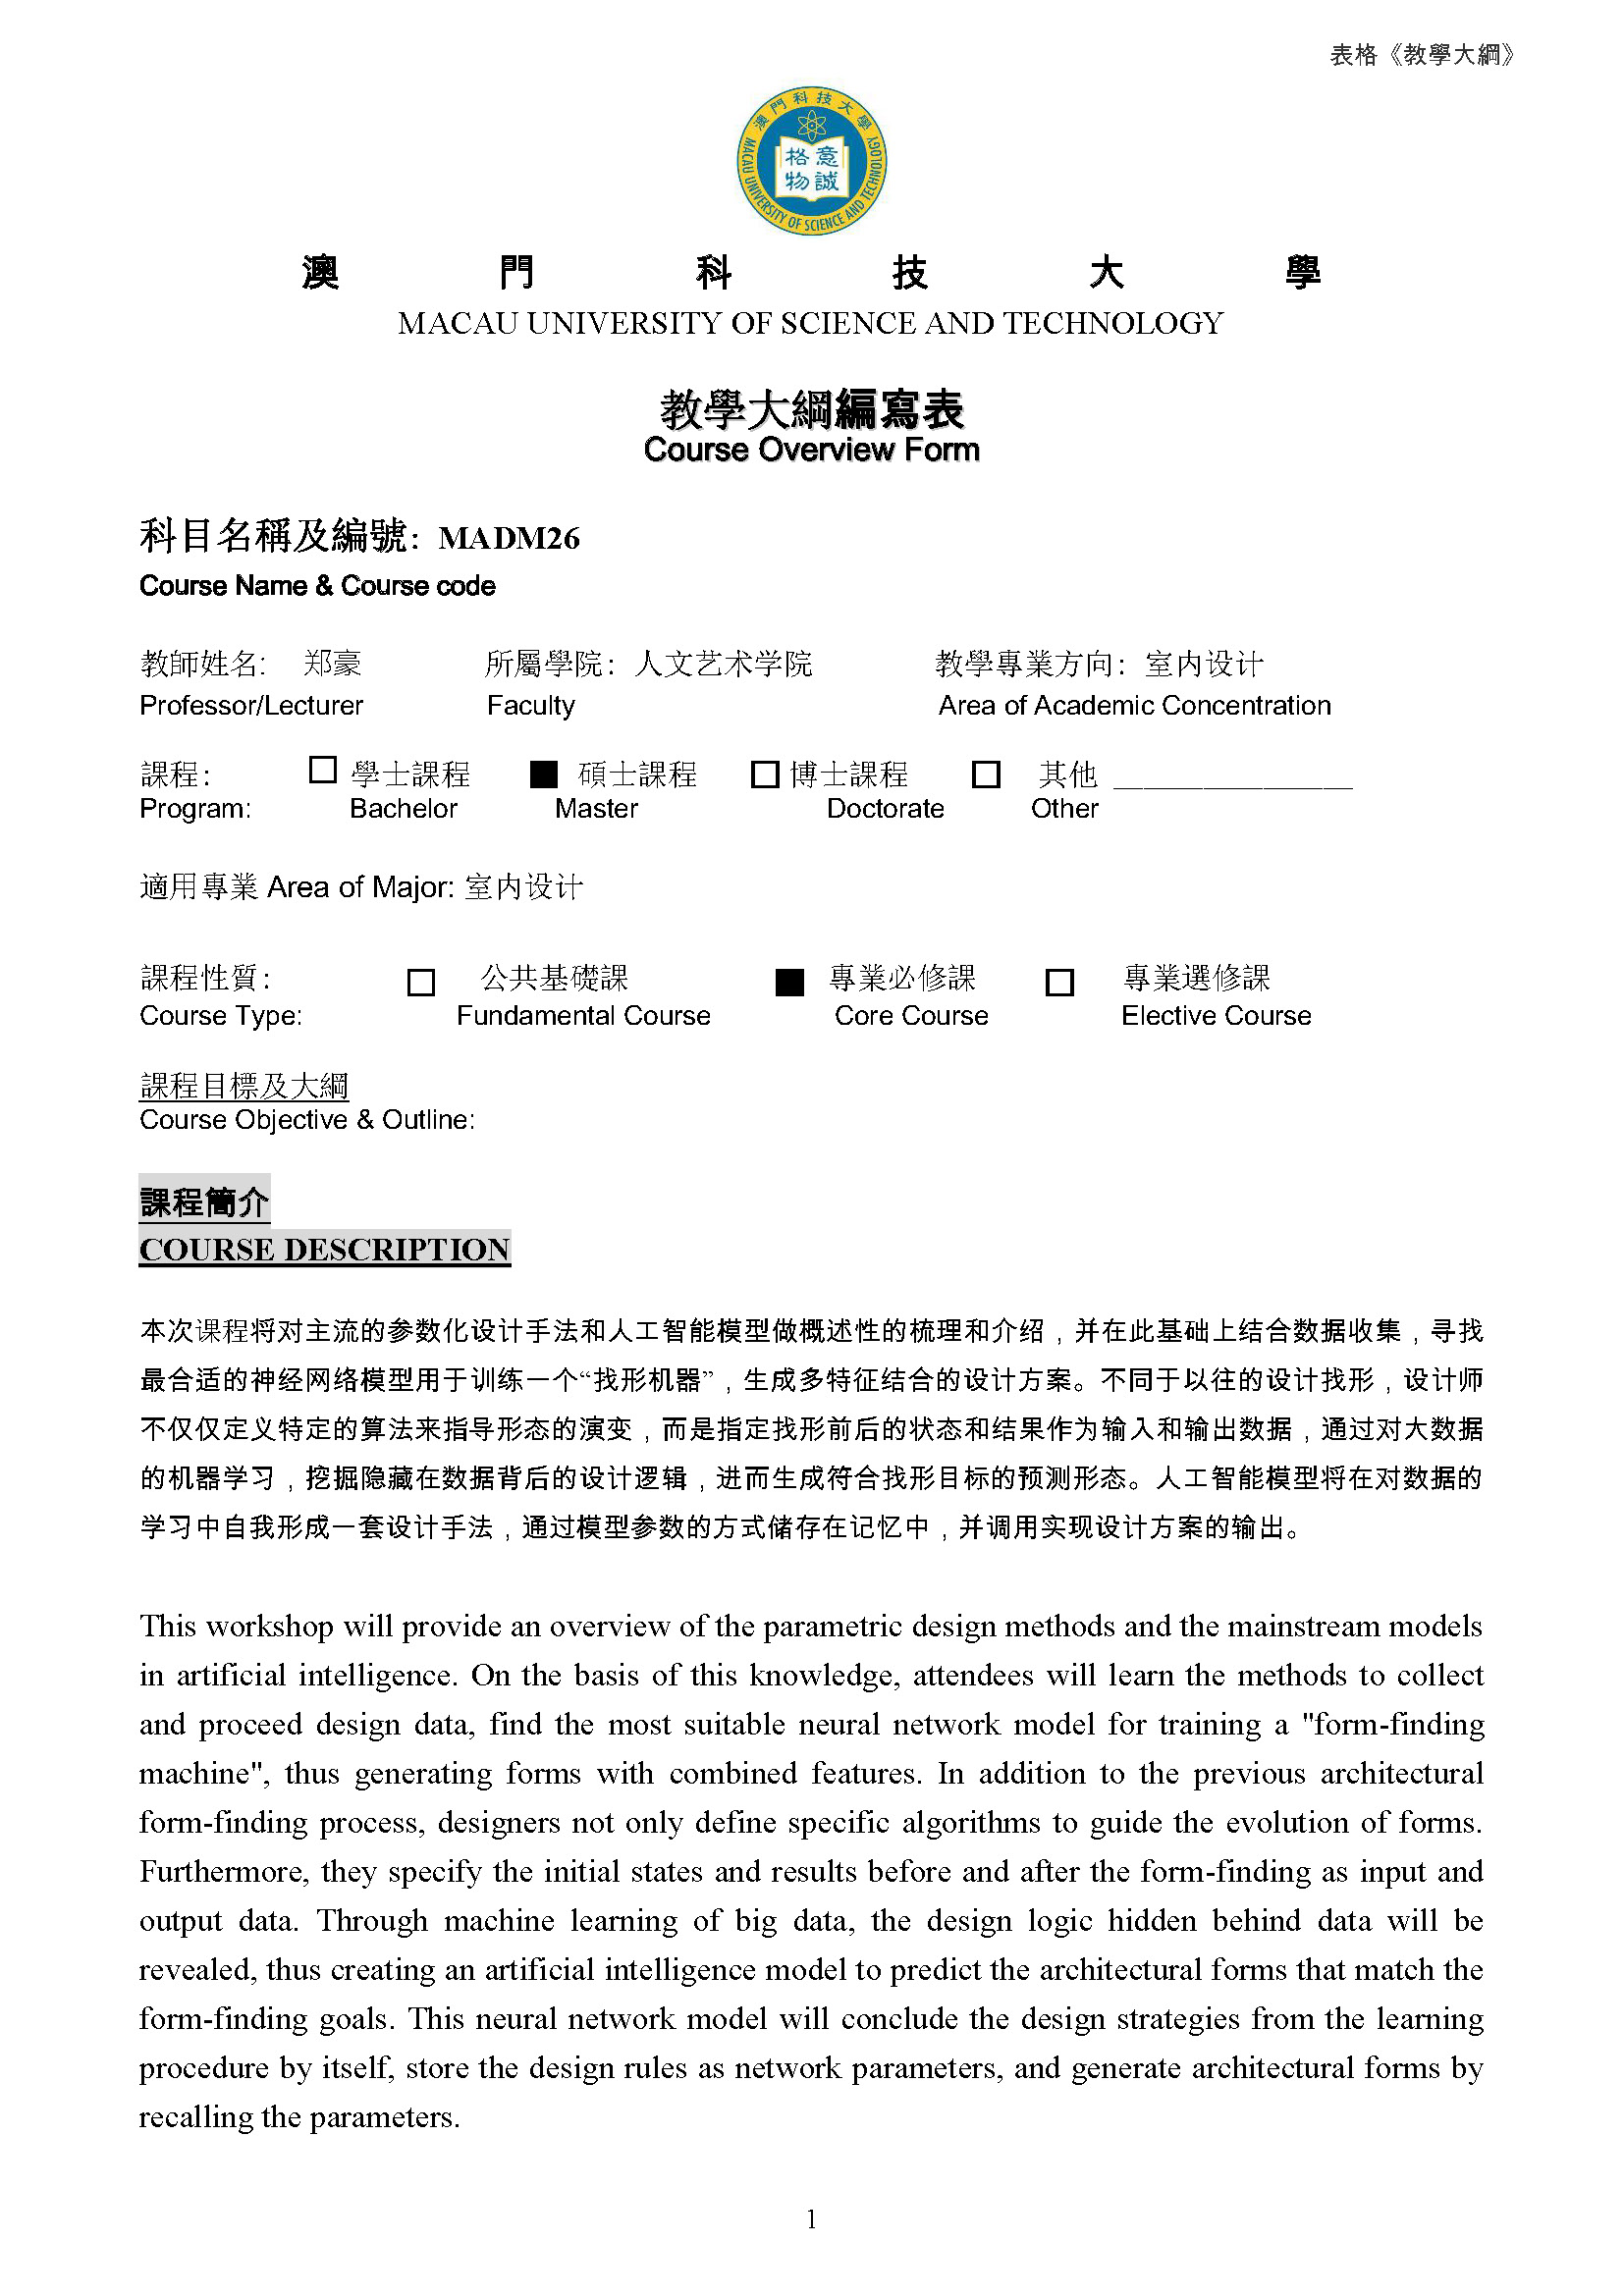 表格《教學大綱》
澳門科技大學
MACAU UNIVERSITY OF SCIENCE AND TECHNOLOGY
格物 意誠
澳 門 科 技 大 學
MACAU UNIVERSITY OF SCIENCE AND TECHNOLOGY
教學大綱編寫表
Course Overview Form
科目名稱及編號: MADM26
Course Name & Course code
教師姓名: 郑豪 所屬學院: 人文艺术学院 教學專業方向: 室内设计
Professor/Lecturer Faculty Area of Academic Concentration
課程: □ 學士課程 ■ 碩士課程 □ 博士課程 □ 其他 ________________
Program: Bachelor Master Doctorate Other
適用專業 Area of Major: 室内设计
課程性質: □ 公共基礎課 ■ 專業必修課 □ 專業選修課
Course Type: Fundamental Course Core Course Elective Course
課程目標及大綱
Course Objective & Outline:
課程簡介
COURSE DESCRIPTION
本次课程将对主流的参数化设计手法和人工智能模型做概述性的梳理和介绍，并在此基础上结合数据收集，寻找
最合适的神经网络模型用于训练一个“找形机器”，生成多特征结合的设计方案。不同于以往的设计找形，设计师
不仅仅定义特定的算法来指导形态的演变，而是指定找形前后的状态和结果作为输入和输出数据，通过对大数据
的机器学习，挖掘隐藏在数据背后的设计逻辑，进而生成符合找形目标的预测形态。人工智能模型将在对数据的
学习中自我形成一套设计手法，通过模型参数的方式储存在记忆中，并调用实现设计方案的输出。
This workshop will provide an overview of the parametric design methods and the mainstream models
in artificial intelligence. On the basis of this knowledge, attendees will learn the methods to collect
and proceed design data, find the most suitable neural network model for training a "form-finding
machine", thus generating forms with combined features. In addition to the previous architectural
form-finding process, designers not only define specific algorithms to guide the evolution of forms.
Furthermore, they specify the initial states and results before and after the form-finding as input and
output data. Through machine learning of big data, the design logic hidden behind data will be
revealed, thus creating an artificial intelligence model to predict the architectural forms that match the
form-finding goals. This neural network model will conclude the design strategies from the learning
procedure by itself, store the design rules as network parameters, and generate architectural forms by
recalling the parameters.
1